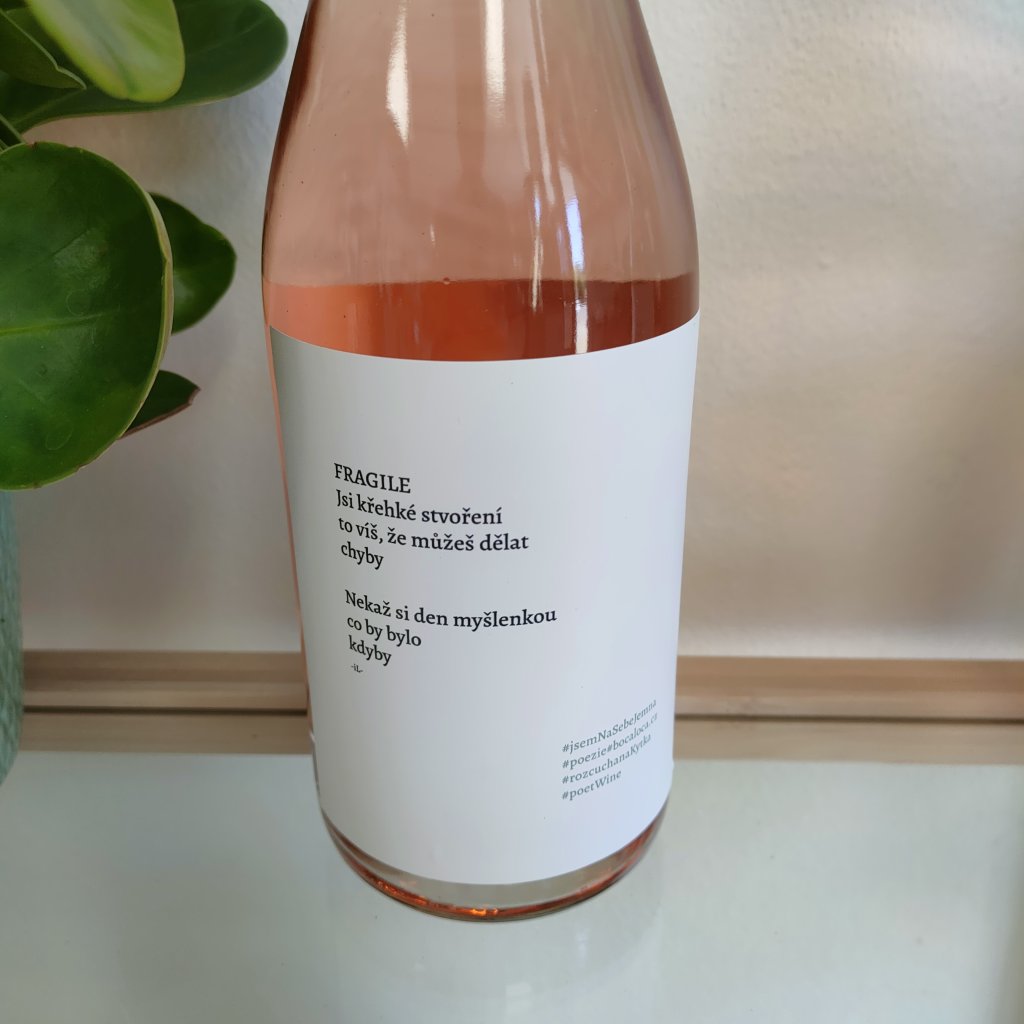 FRAGILE
Jsi křehké stvoření
to víš, že můžeš dělat
chyby
Nekaž si den myšlenkou
co by bylo
kdyby
-iL-
#jsemNaSebeJemna
#poezie#bocaloca.cz
#rozcuchanaKytka
#poetWine